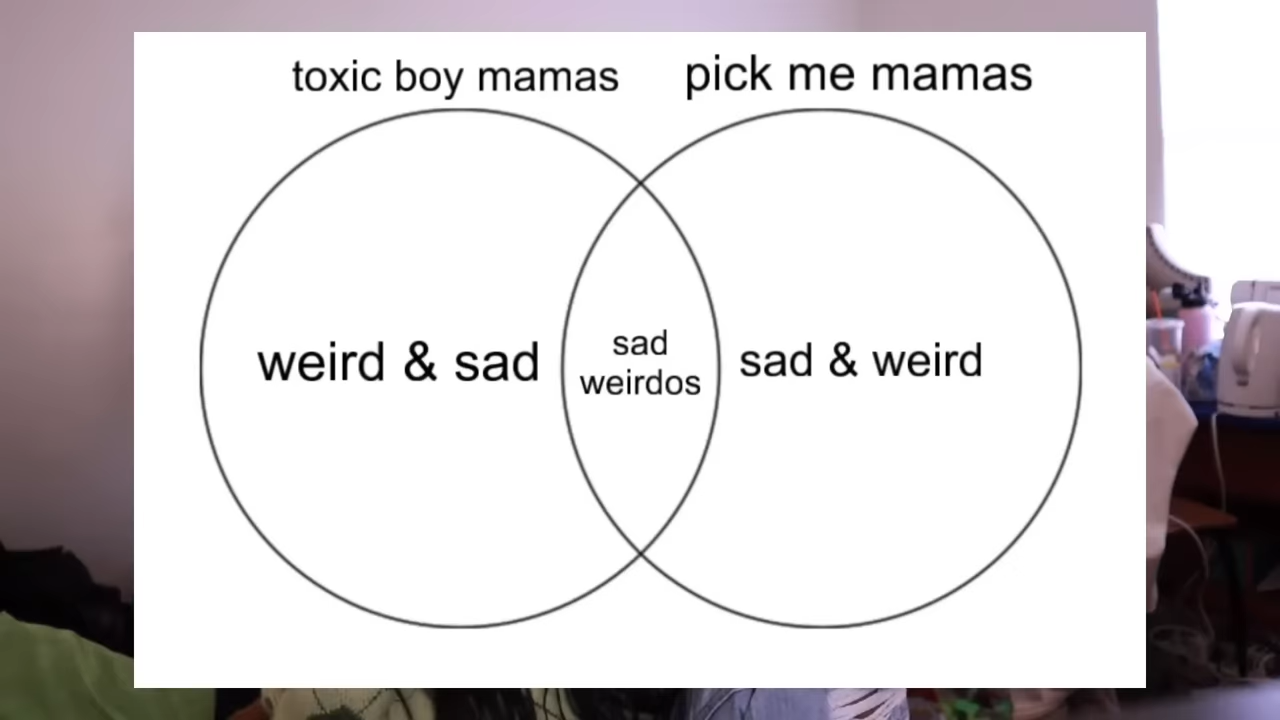 toxic boy mamas
pick me mamas
weird & sad
sad
weirdos
sad & weird